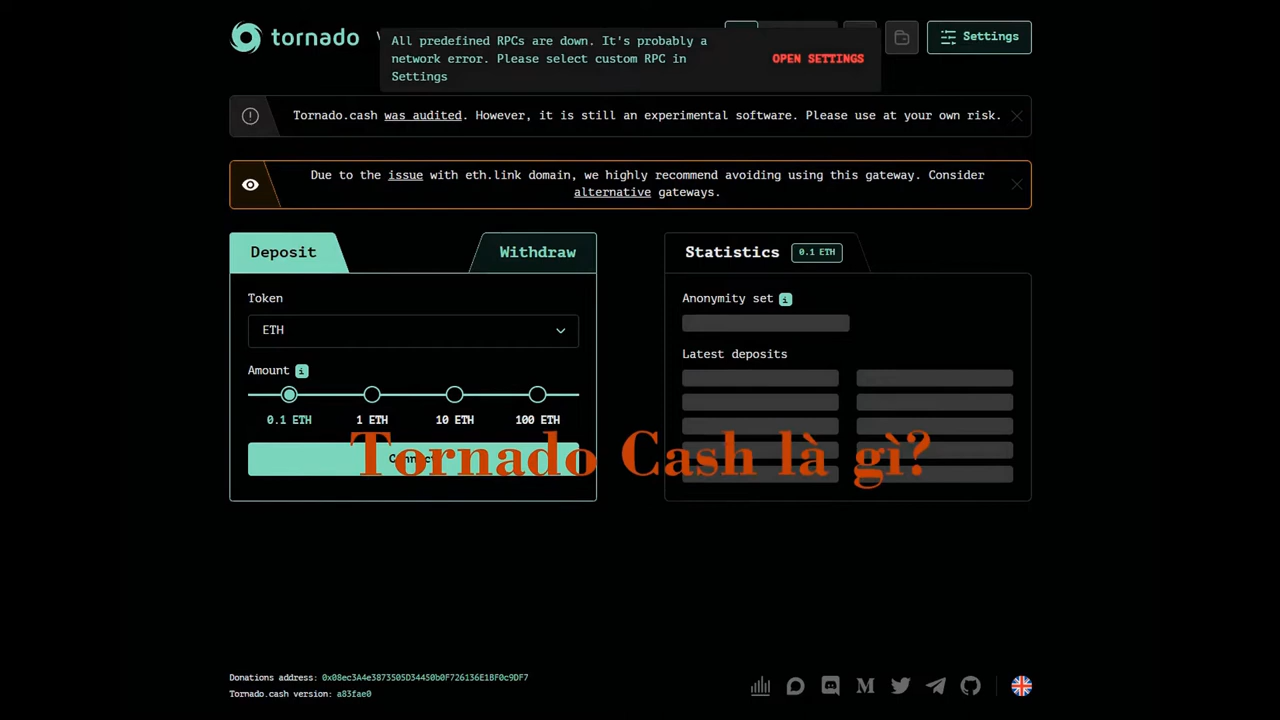 tornado
All predefined RPCs are down. It's probably a
network error. Please select custom RPC in
Settings
OPEN SETTINGS
Settings
Tornado.cash was audited. However, it is still an experimental software. Please use at your own risk.
Due to the issue with eth.link domain, we highly recommend avoiding using this gateway. Consider
alternative gateways.
Deposit
Withdraw
Statistics 0.1 ETH
Token
ETH
Amount
0.1 ETH 1 ETH 10 ETH 100 ETH
Anonymity set
Latest deposits
Tornado Cash là gì?
Donations address: 0x08ec3A4e3873505D34450b0F726136E1BF0c9DF7
Tornado.cash version: a83fae0